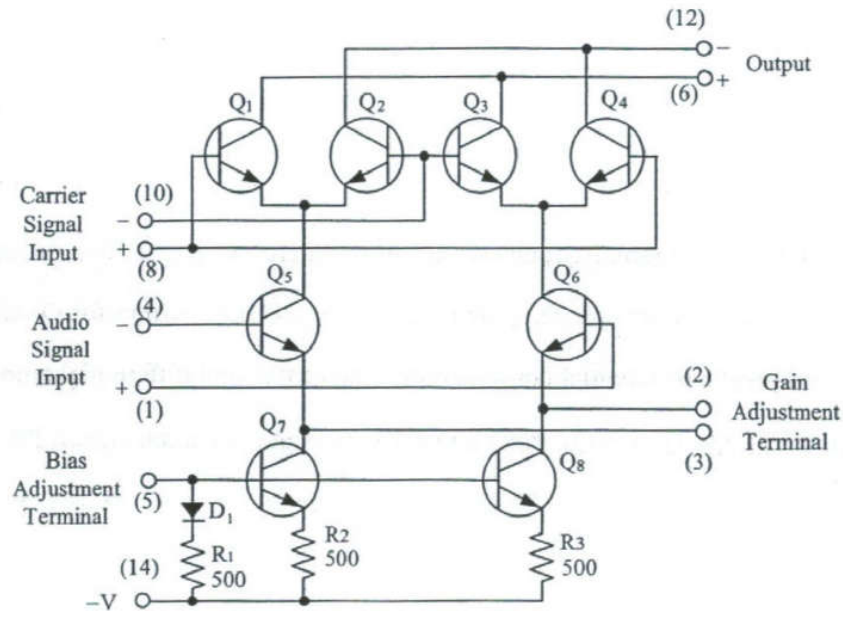 (12)
−
Output
+
(6)
Q1
Q2
Q3
Q4
Carrier
Signal
Input
(10)
−
+
(8)
Q5
Q6
Audio
Signal
Input
(4)
−
+
(1)
(2)
Gain
Adjustment
Terminal
(3)
Q7
Q8
Bias
Adjustment
Terminal
(5)
D1
R1
500
R2
500
R3
500
(14)
−V